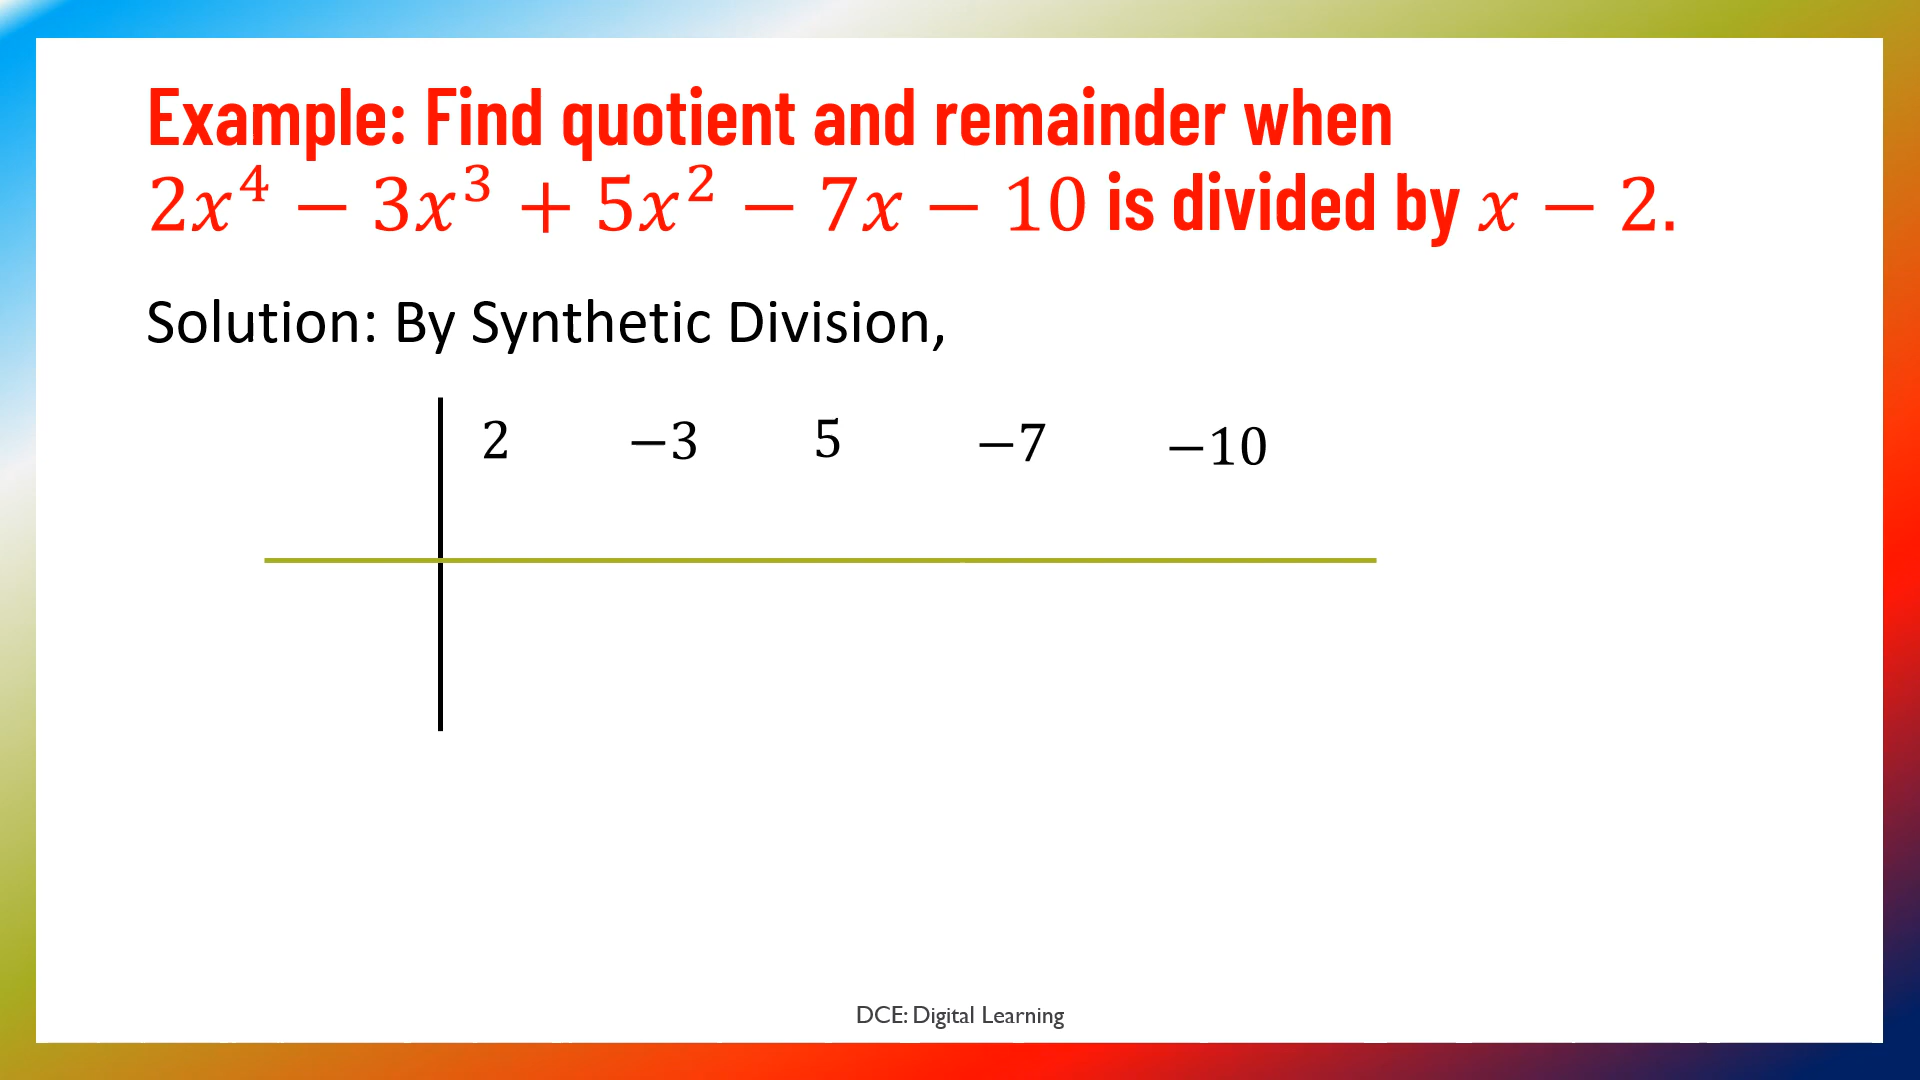 Example: Find quotient and remainder when
2x⁴ − 3x³ + 5x² − 7x − 10 is divided by x − 2.
Solution: By Synthetic Division,
2 −3 5 −7 −10
DCE: Digital Learning